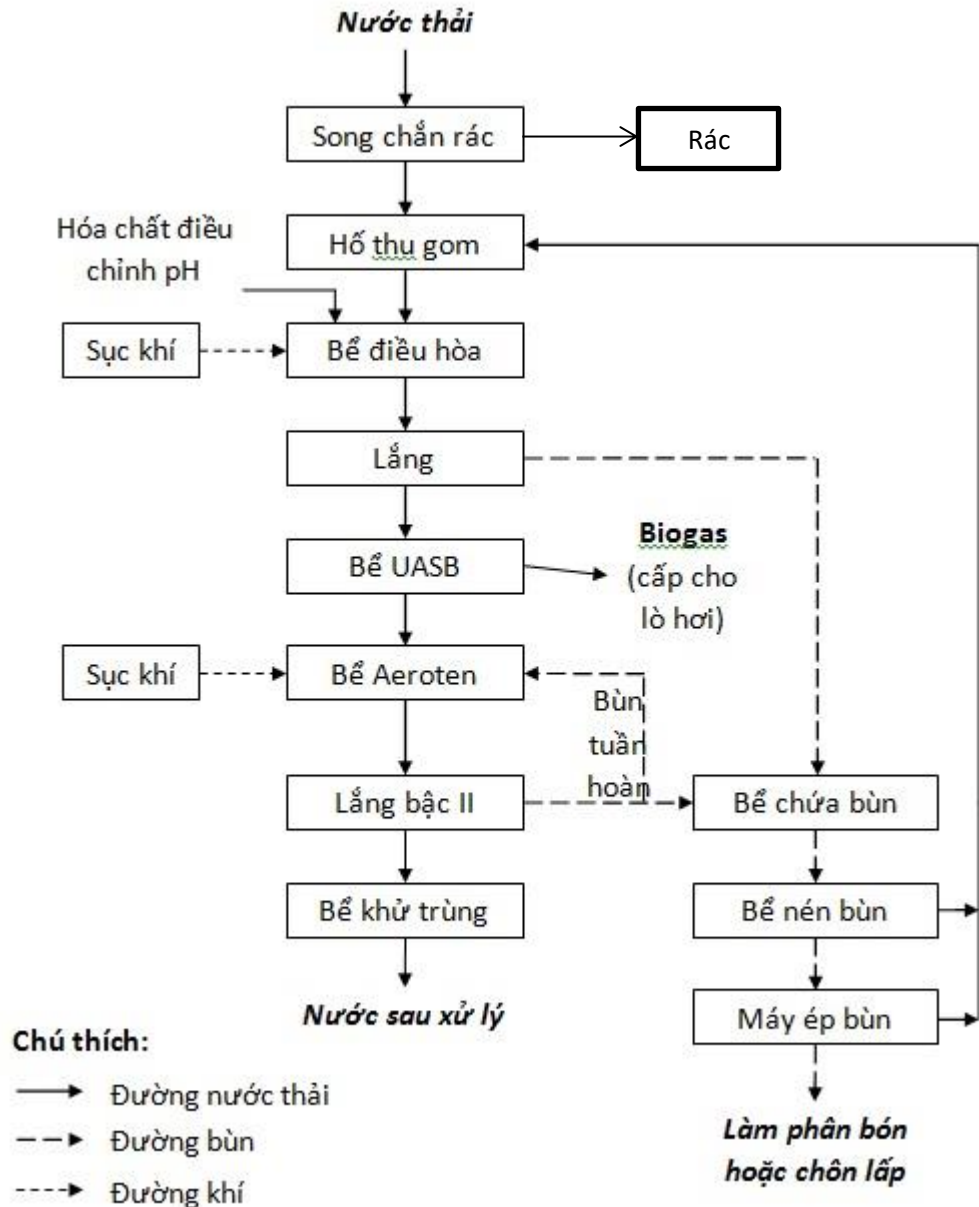 Nước thải
Song chắn rác
Rác
Hố thu gom
Hóa chất điều
chỉnh pH
Sục khí
Bể điều hòa
Lắng
Bể UASB
Biogas
(cấp cho
lò hơi)
Sục khí
Bể Aeroten
Bùn
tuần
hoàn
Lắng bậc II
Bể chứa bùn
Bể khử trùng
Bể nén bùn
Nước sau xử lý
Máy ép bùn
Làm phân bón
hoặc chôn lấp
Chú thích:
Đường nước thải
Đường bùn
Đường khí